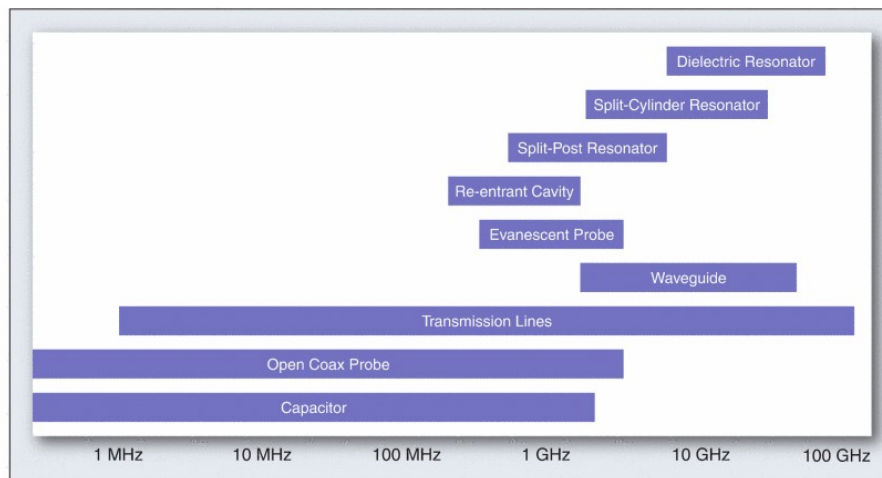 Dielectric Resonator
Split-Cylinder Resonator
Split-Post Resonator
Re-entrant Cavity
Evanescent Probe
Waveguide
Transmission Lines
Open Coax Probe
Capacitor
1 MHz 10 MHz 100 MHz 1 GHz 10 GHz 100 GHz